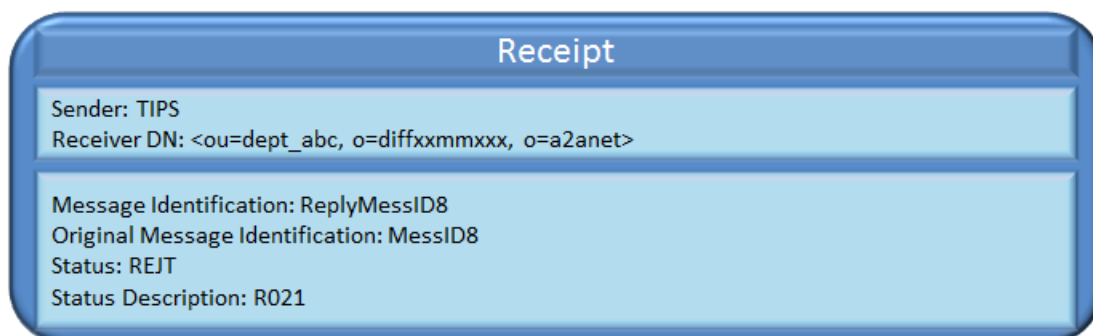 Receipt
Sender: TIPS
Receiver DN: <ou=dept_abc, o=diffxxmmxxx, o=a2anet>
Message Identification: ReplyMessID8
Original Message Identification: MessID8
Status: REJT
Status Description: R021